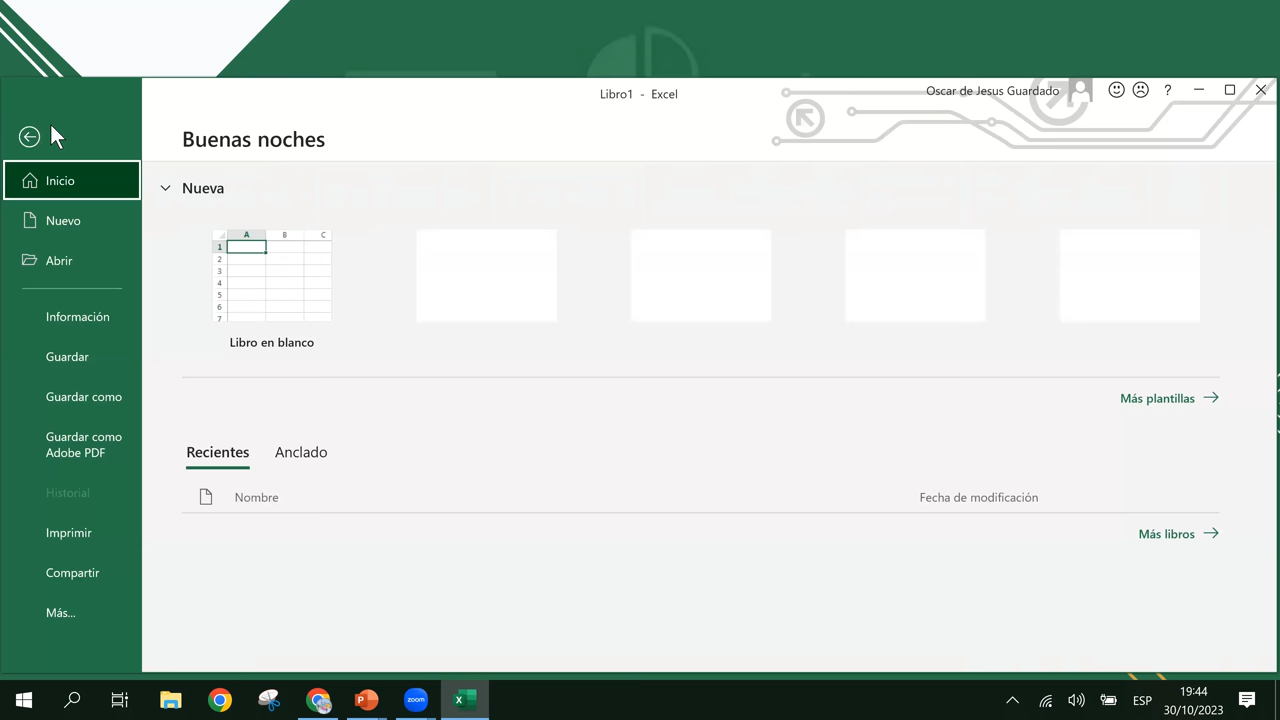 Libro1 - Excel
Oscar de Jesus Guardado
?
Buenas noches
Inicio
Nuevo
Abrir
Información
Guardar
Guardar como
Guardar como
Adobe PDF
Historial
Imprimir
Compartir
Más...
Nueva
A B C
1
2
3
4
5
6
7
Libro en blanco
Más plantillas
Recientes Anclado
Nombre Fecha de modificación
Más libros
P
zoom
X
ESP
19:44
30/10/2023